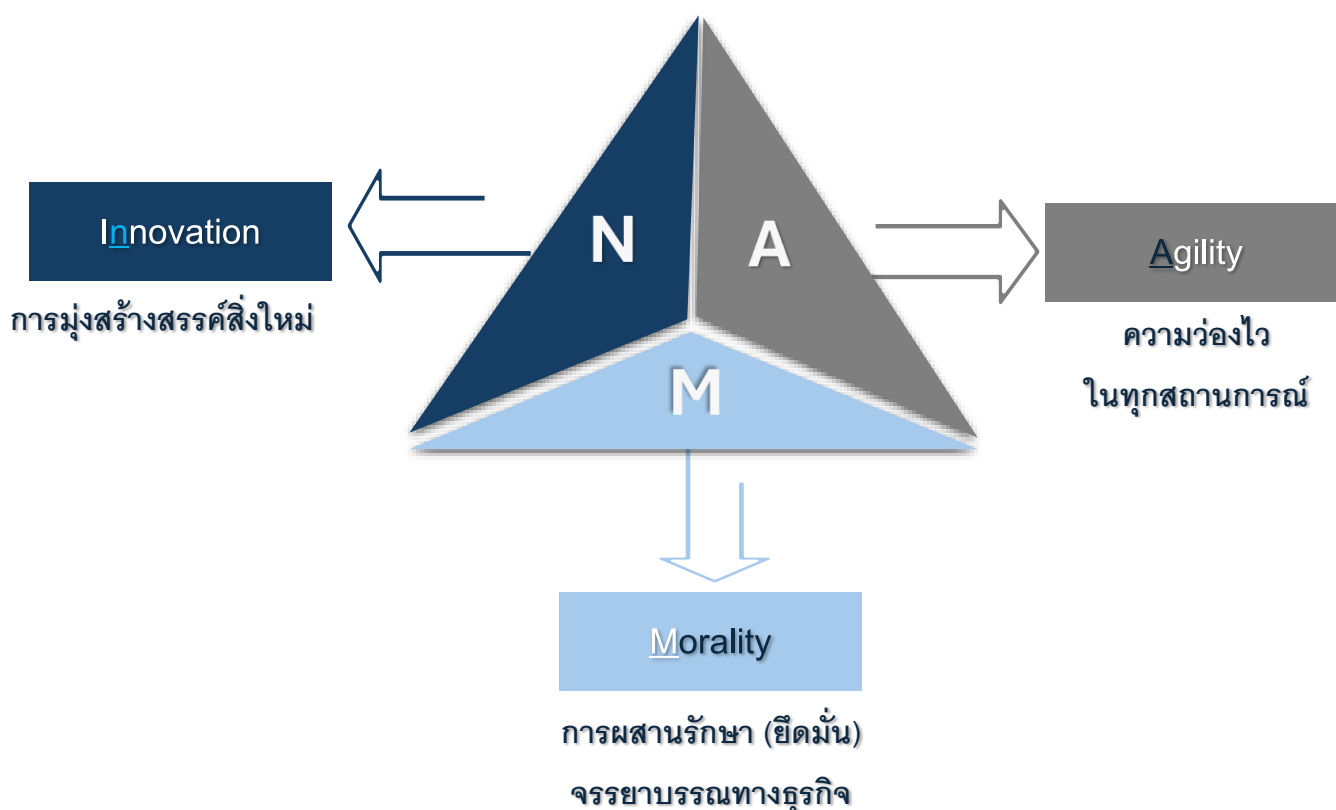 N
A
M
Innovation
การมุ่งสร้างสรรค์สิ่งใหม่
Agility
ความว่องไว
ในทุกสถานการณ์
Morality
การผสานรักษา (ยึดมั่น)
จรรยาบรรณทางธุรกิจ